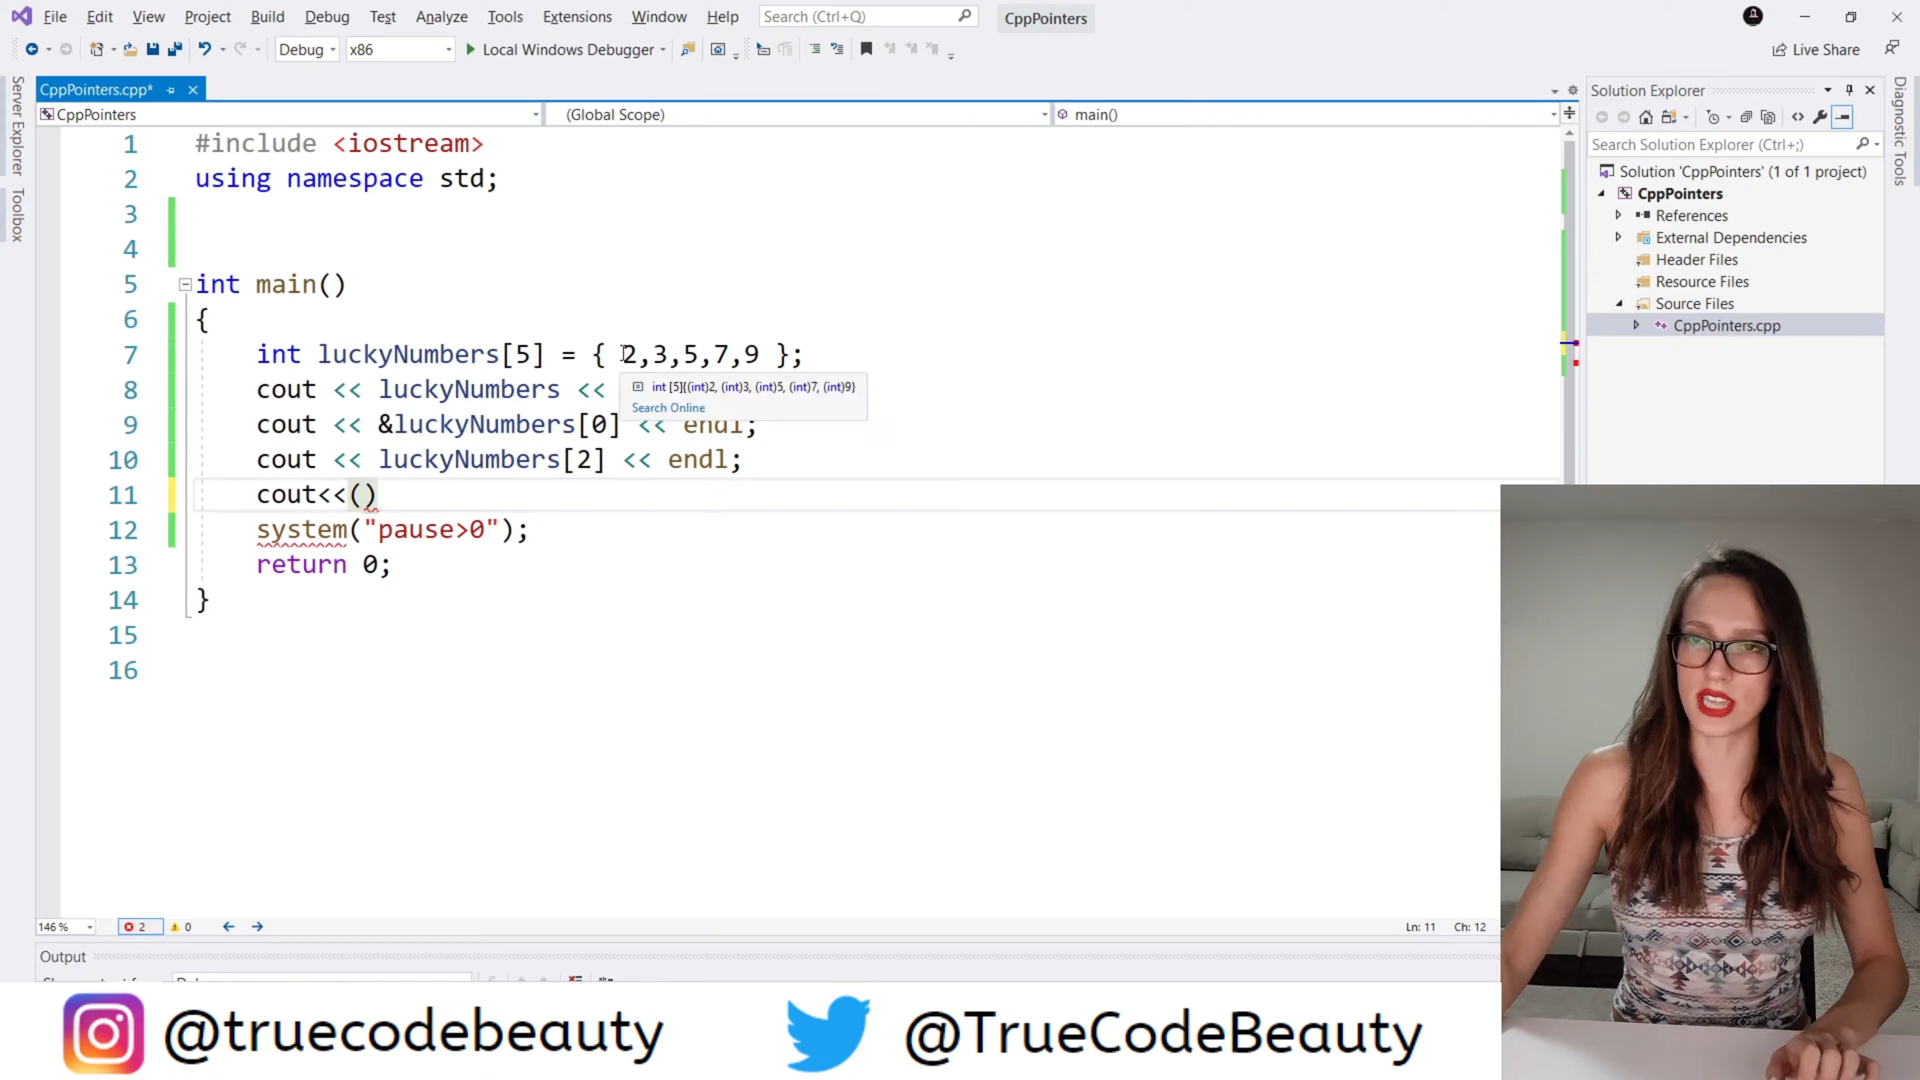 File Edit View Project Build Debug Test Analyze Tools Extensions Window Help Search (Ctrl+Q) CppPointers
Debug x86 Local Windows Debugger Live Share
Server Explorer
Toolbox
CppPointers.cpp*
CppPointers (Global Scope) main()
1 #include <iostream>
2 using namespace std;
3
4
5 int main()
6 {
7 int luckyNumbers[5] = { 2,3,5,7,9 };
8 cout << luckyNumbers <<
int [5]{(int)2, (int)3, (int)5, (int)7, (int)9}
Search Online
9 cout << &luckyNumbers[0] << endl;
10 cout << luckyNumbers[2] << endl;
11 cout<<()
12 system("pause>0");
13 return 0;
14 }
15
16
146 % 2 0 Ln: 11 Ch: 12
Output
Solution Explorer
Search Solution Explorer (Ctrl+;)
Solution 'CppPointers' (1 of 1 project)
CppPointers
References
External Dependencies
Header Files
Resource Files
Source Files
CppPointers.cpp
Diagnostic Tools
@truecodebeauty @TrueCodeBeauty